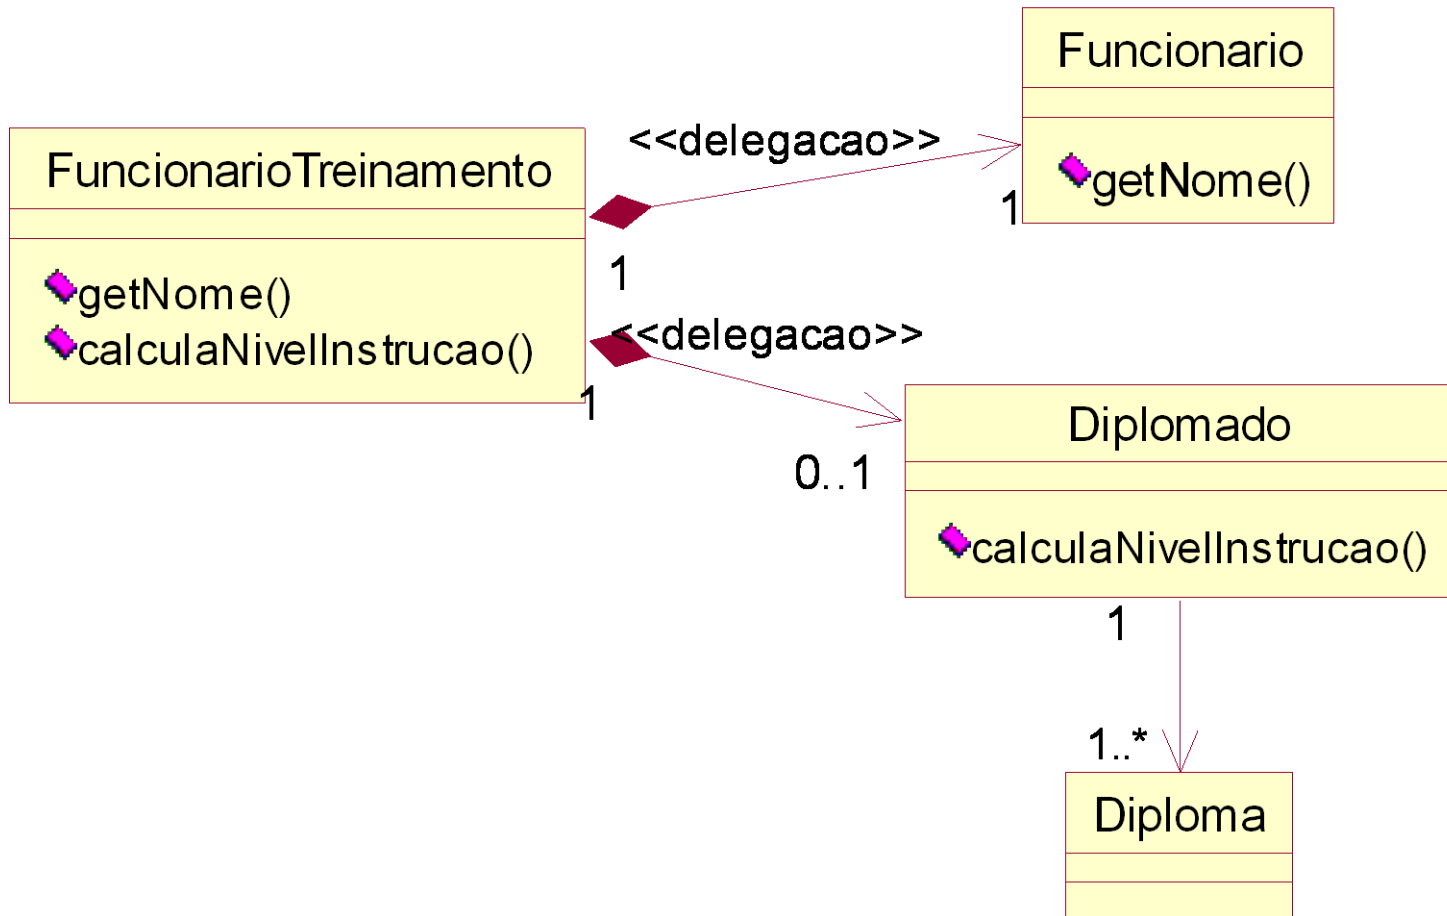 Funcionario
getNome()
<<delegacao>>
1
1
FuncionarioTreinamento
getNome()
calculaNivelInstrucao()
<<delegacao>>
1
0..1
Diplomado
calculaNivelInstrucao()
1
1..*
Diploma